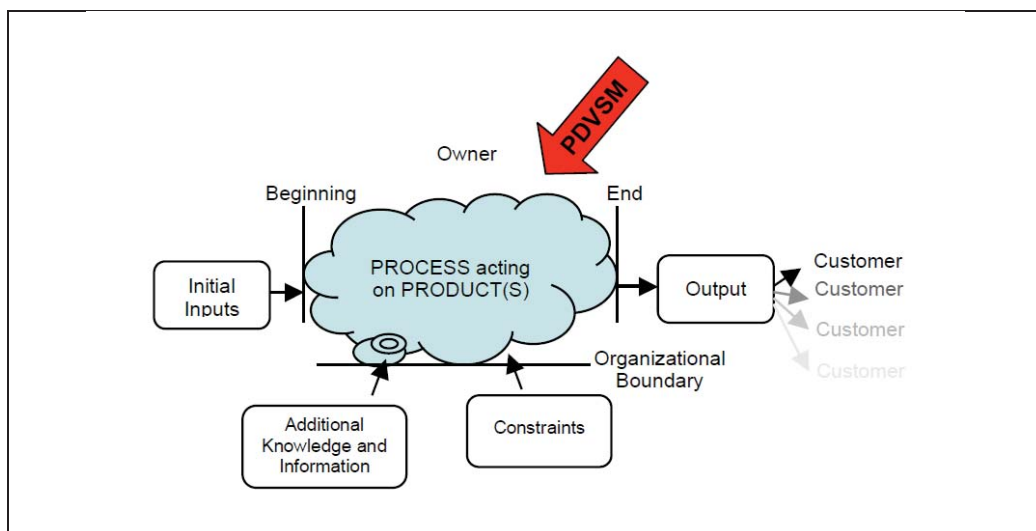 PDVSM
Owner
Beginning
End
PROCESS acting
on PRODUCT(S)
Initial
Inputs
Output
Customer
Customer
Customer
Customer
Organizational
Boundary
Additional
Knowledge and
Information
Constraints